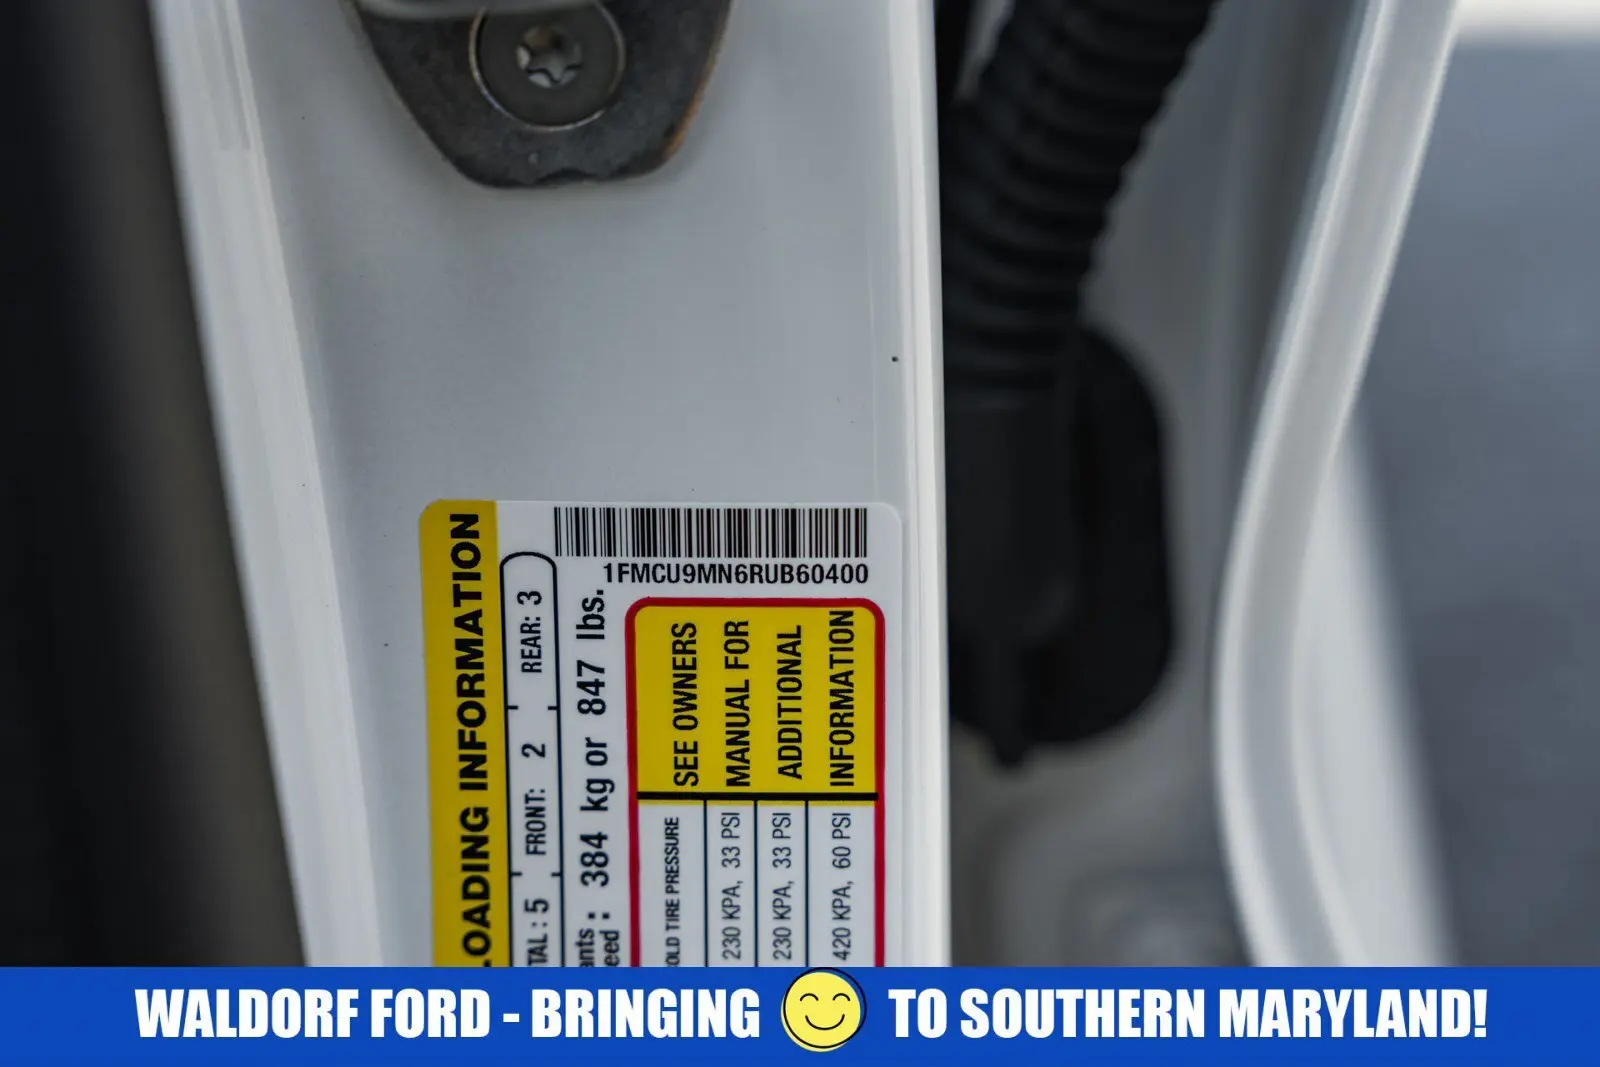 1FMCU9MN6RUB60400
LOADING INFORMATION
TAL : 5 FRONT: 2 REAR: 3
384 kg or 847 lbs.
SEE OWNERS
MANUAL FOR
ADDITIONAL
INFORMATION
COLD TIRE PRESSURE
230 KPA, 33 PSI
230 KPA, 33 PSI
420 KPA, 60 PSI
WALDORF FORD - BRINGING TO SOUTHERN MARYLAND!